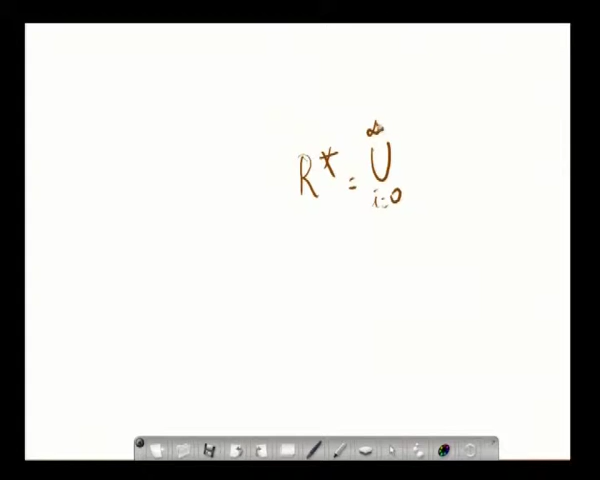 R* = ∞
∪
i=0